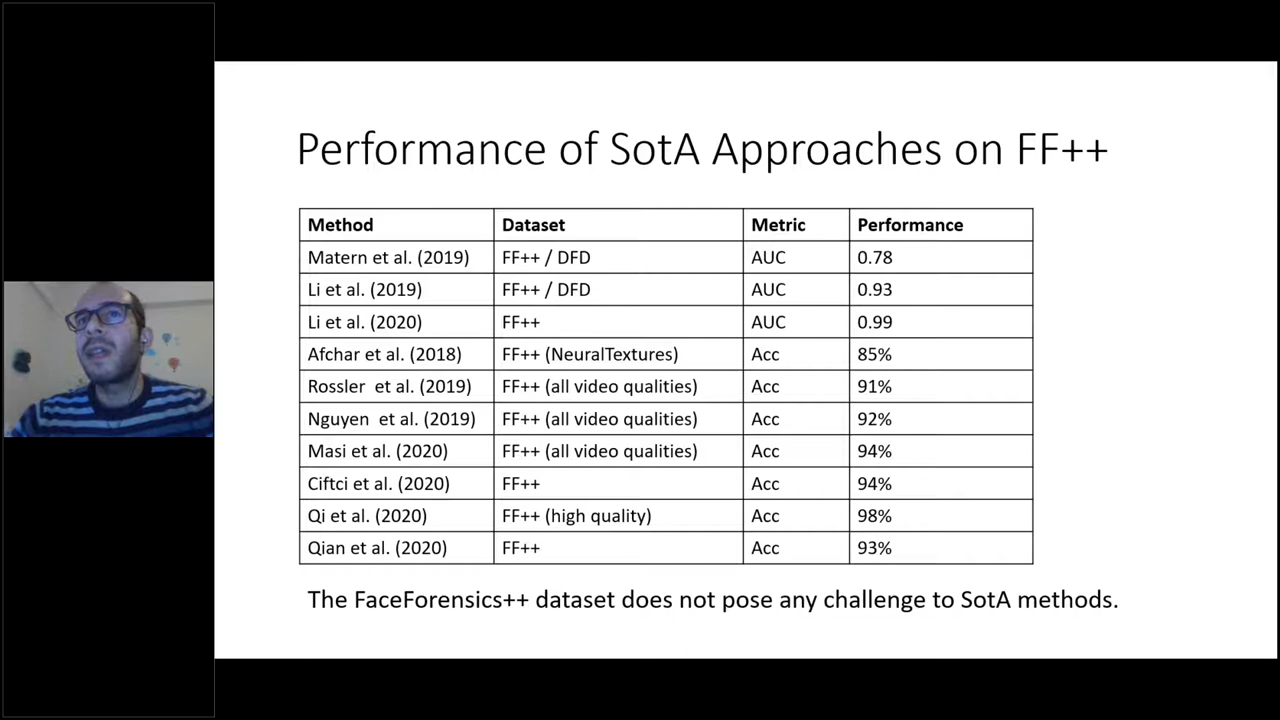 Performance of SotA Approaches on FF++
Method Dataset Metric Performance
Matern et al. (2019) FF++ / DFD AUC 0.78
Li et al. (2019) FF++ / DFD AUC 0.93
Li et al. (2020) FF++ AUC 0.99
Afchar et al. (2018) FF++ (NeuralTextures) Acc 85%
Rossler et al. (2019) FF++ (all video qualities) Acc 91%
Nguyen et al. (2019) FF++ (all video qualities) Acc 92%
Masi et al. (2020) FF++ (all video qualities) Acc 94%
Ciftci et al. (2020) FF++ Acc 94%
Qi et al. (2020) FF++ (high quality) Acc 98%
Qian et al. (2020) FF++ Acc 93%
The FaceForensics++ dataset does not pose any challenge to SotA methods.